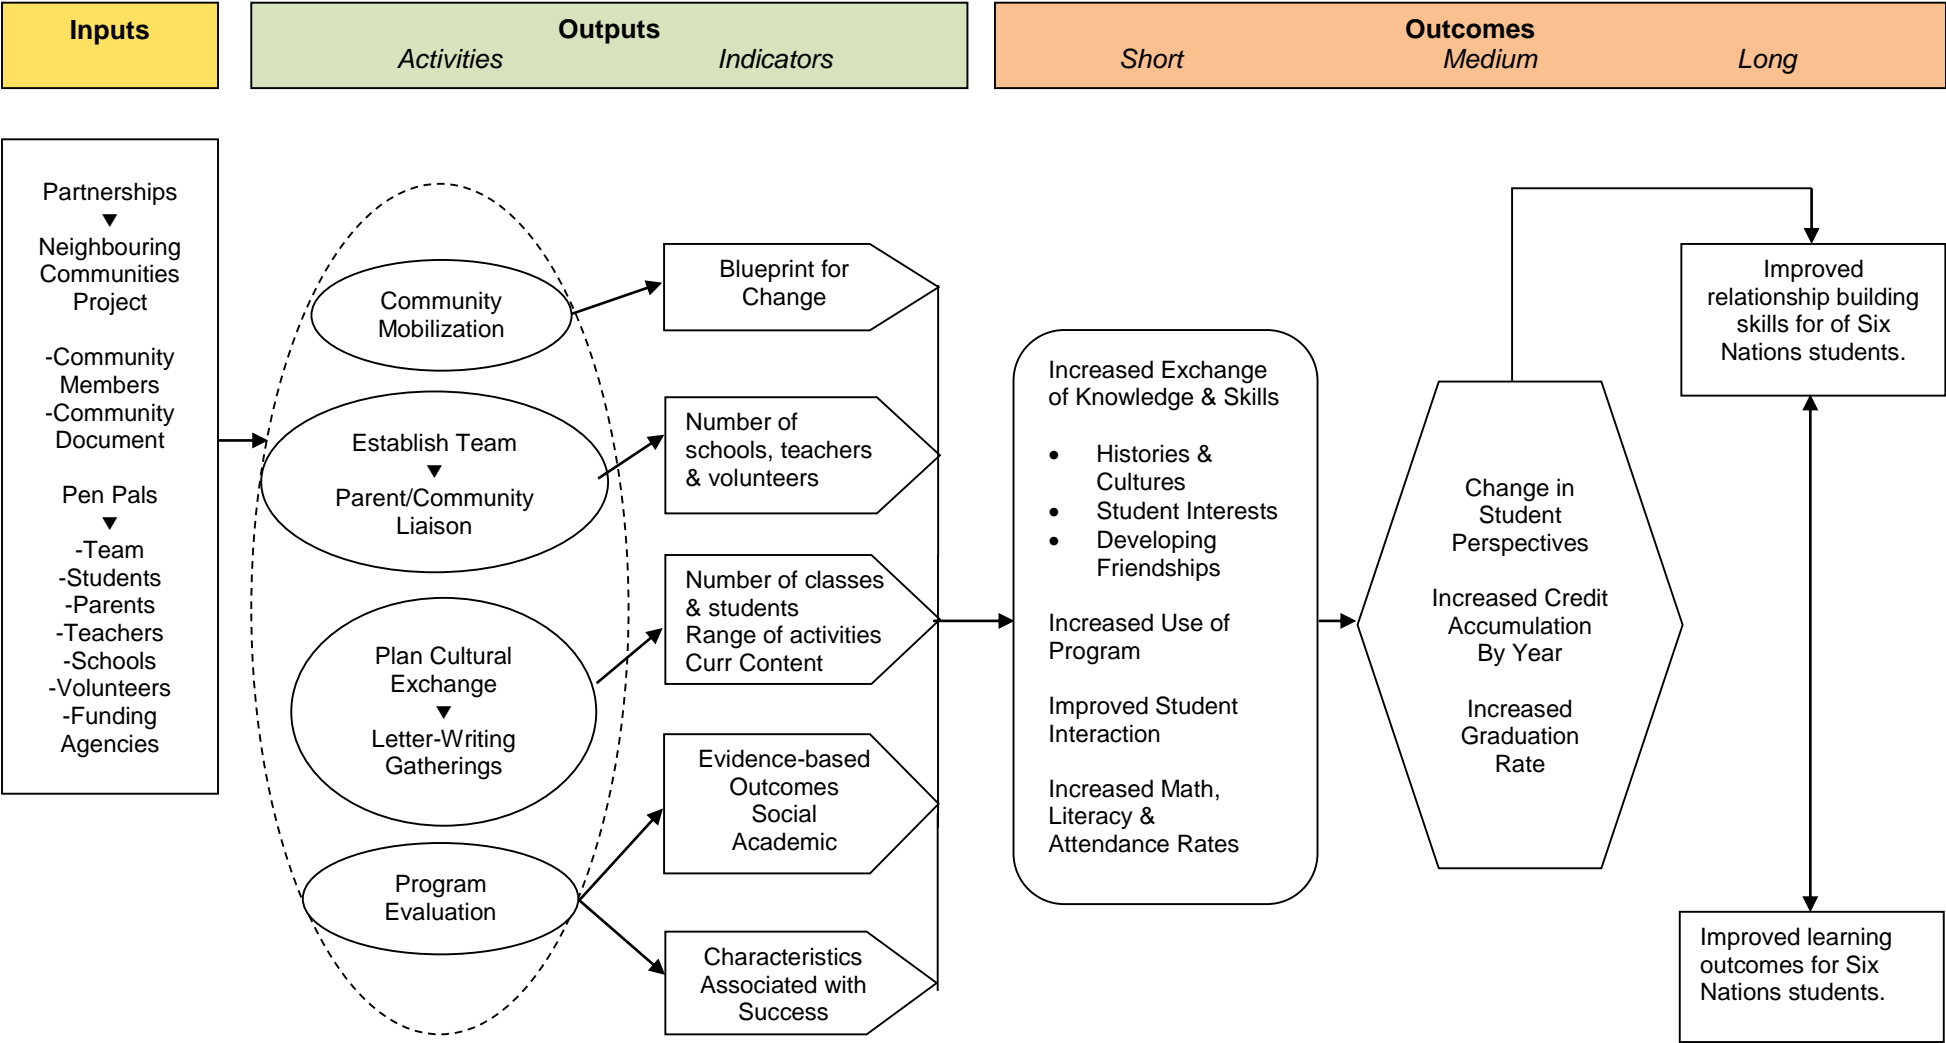 Inputs
Outputs
Activities
Indicators
Outcomes
Short
Medium
Long
Partnerships
▼
Neighbouring
Communities
Project
-Community
Members
-Community
Document
Pen Pals
▼
-Team
-Students
-Parents
-Teachers
-Schools
-Volunteers
-Funding
Agencies
Community
Mobilization
Establish Team
▼
Parent/Community
Liaison
Plan Cultural
Exchange
▼
Letter-Writing
Gatherings
Program
Evaluation
Blueprint for
Change
Number of
schools, teachers
& volunteers
Number of classes
& students
Range of activities
Curr Content
Evidence-based
Outcomes
Social
Academic
Characteristics
Associated with
Success
Increased Exchange
of Knowledge & Skills
• Histories &
Cultures
• Student Interests
• Developing
Friendships
Increased Use of
Program
Improved Student
Interaction
Increased Math,
Literacy &
Attendance Rates
Change in
Student
Perspectives
Increased Credit
Accumulation
By Year
Increased
Graduation
Rate
Improved
relationship building
skills for of Six
Nations students.
Improved learning
outcomes for Six
Nations students.